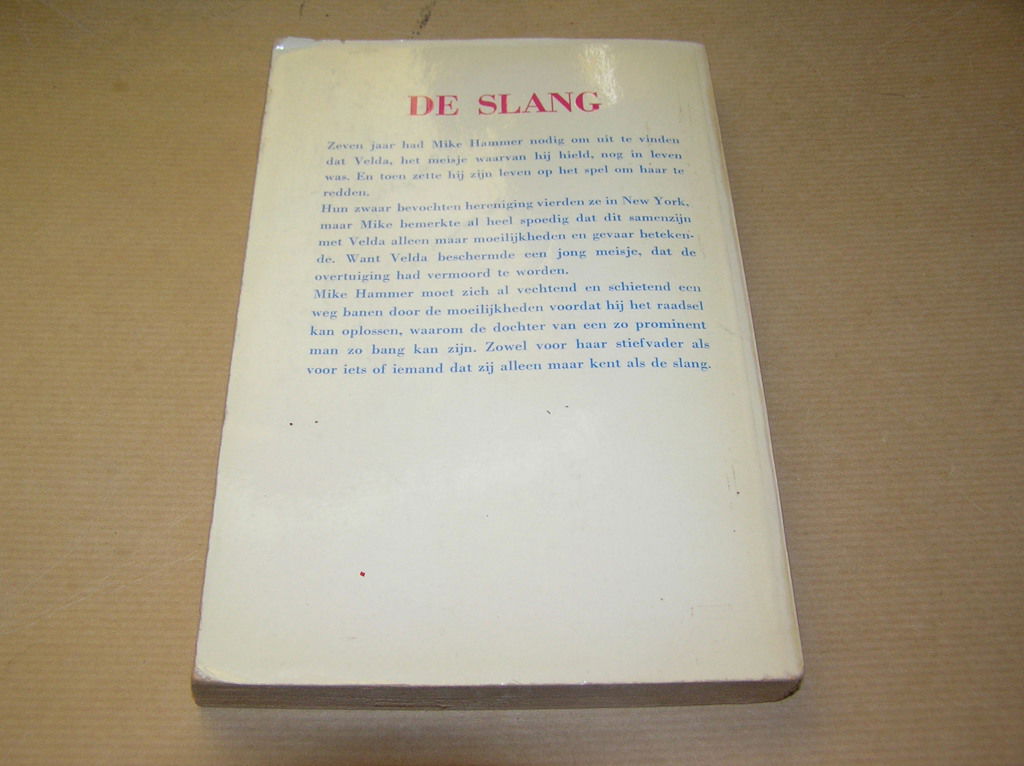 DE SLANG
Zeven jaar had Mike Hammer nodig om uit te vinden
dat Velda, het meisje waarvan hij hield, nog in leven
was. En toen zette hij zijn leven op het spel om haar te
redden.
Hun zwaar bevochten hereniging vierden ze in New York,
maar Mike bemerkte al heel spoedig dat dit samenzijn
met Velda alleen maar moeilijkheden en gevaar beteken-
de. Want Velda beschermde een jong meisje, dat de
overtuiging had vermoord te worden.
Mike Hammer moet zich al vechtend en schietend een
weg banen door de moeilijkheden voordat hij het raadsel
kan oplossen, waarom de dochter van een zo prominent
man zo bang kan zijn. Zowel voor haar stiefvader als
voor iets of iemand dat zij alleen maar kent als de slang.